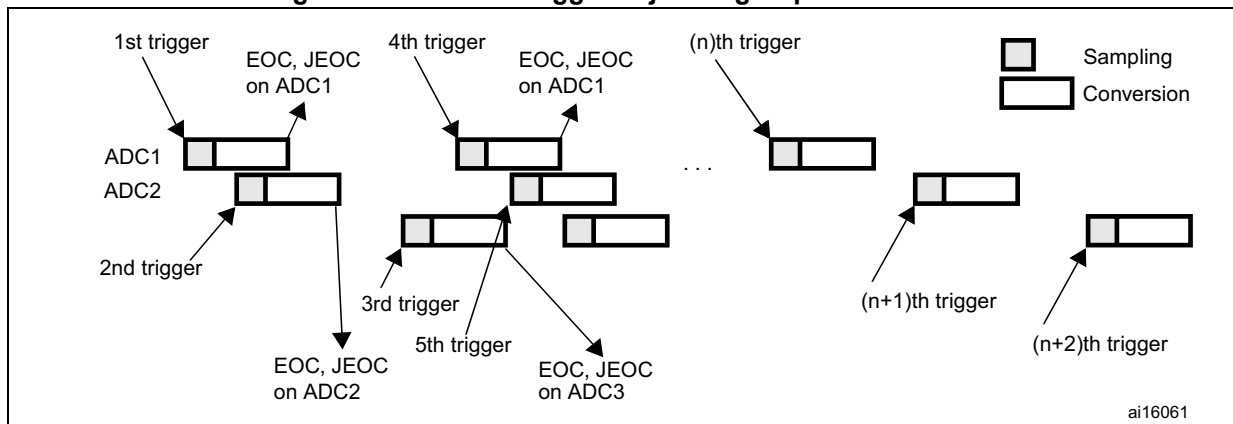 1st trigger
EOC, JEOC
on ADC1
4th trigger
EOC, JEOC
on ADC1
(n)th trigger
Sampling
Conversion
ADC1
ADC2
. . .
2nd trigger
3rd trigger
5th trigger
(n+1)th trigger
(n+2)th trigger
EOC, JEOC
on ADC2
EOC, JEOC
on ADC3
ai16061